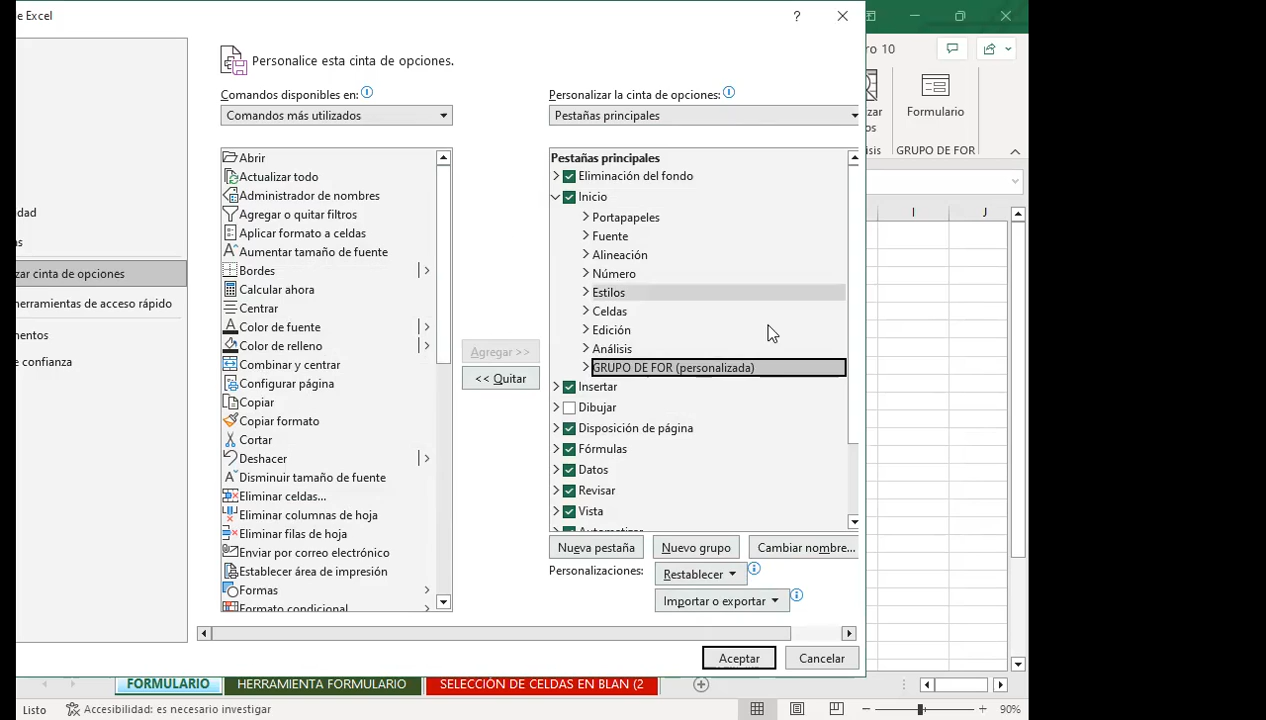 e Excel
?
Personalice esta cinta de opciones.
Comandos disponibles en:
Comandos más utilizados
Abrir
Actualizar todo
Administrador de nombres
Agregar o quitar filtros
Aplicar formato a celdas
Aumentar tamaño de fuente
Bordes
Calcular ahora
Centrar
Color de fuente
Color de relleno
Combinar y centrar
Configurar página
Copiar
Copiar formato
Cortar
Deshacer
Disminuir tamaño de fuente
Eliminar celdas...
Eliminar columnas de hoja
Eliminar filas de hoja
Enviar por correo electrónico
Establecer área de impresión
Formas
Formato condicional
Agregar >>
<< Quitar
Personalizar la cinta de opciones:
Pestañas principales
Pestañas principales
Eliminación del fondo
Inicio
Portapapeles
Fuente
Alineación
Número
Estilos
Celdas
Edición
Análisis
GRUPO DE FOR (personalizada)
Insertar
Dibujar
Disposición de página
Fórmulas
Datos
Revisar
Vista
Automatizar
Nueva pestaña
Nuevo grupo
Cambiar nombre...
Personalizaciones:
Restablecer
Importar o exportar
Aceptar
Cancelar
dad
as
zar cinta de opciones
herramientas de acceso rápido
mentos
e confianza
ro 10
zar
os
sis
Formulario
GRUPO DE FOR
I
J
FORMULARIO
HERRAMIENTA FORMULARIO
SELECCIÓN DE CELDAS EN BLAN (2
Listo
Accesibilidad: es necesario investigar
90%